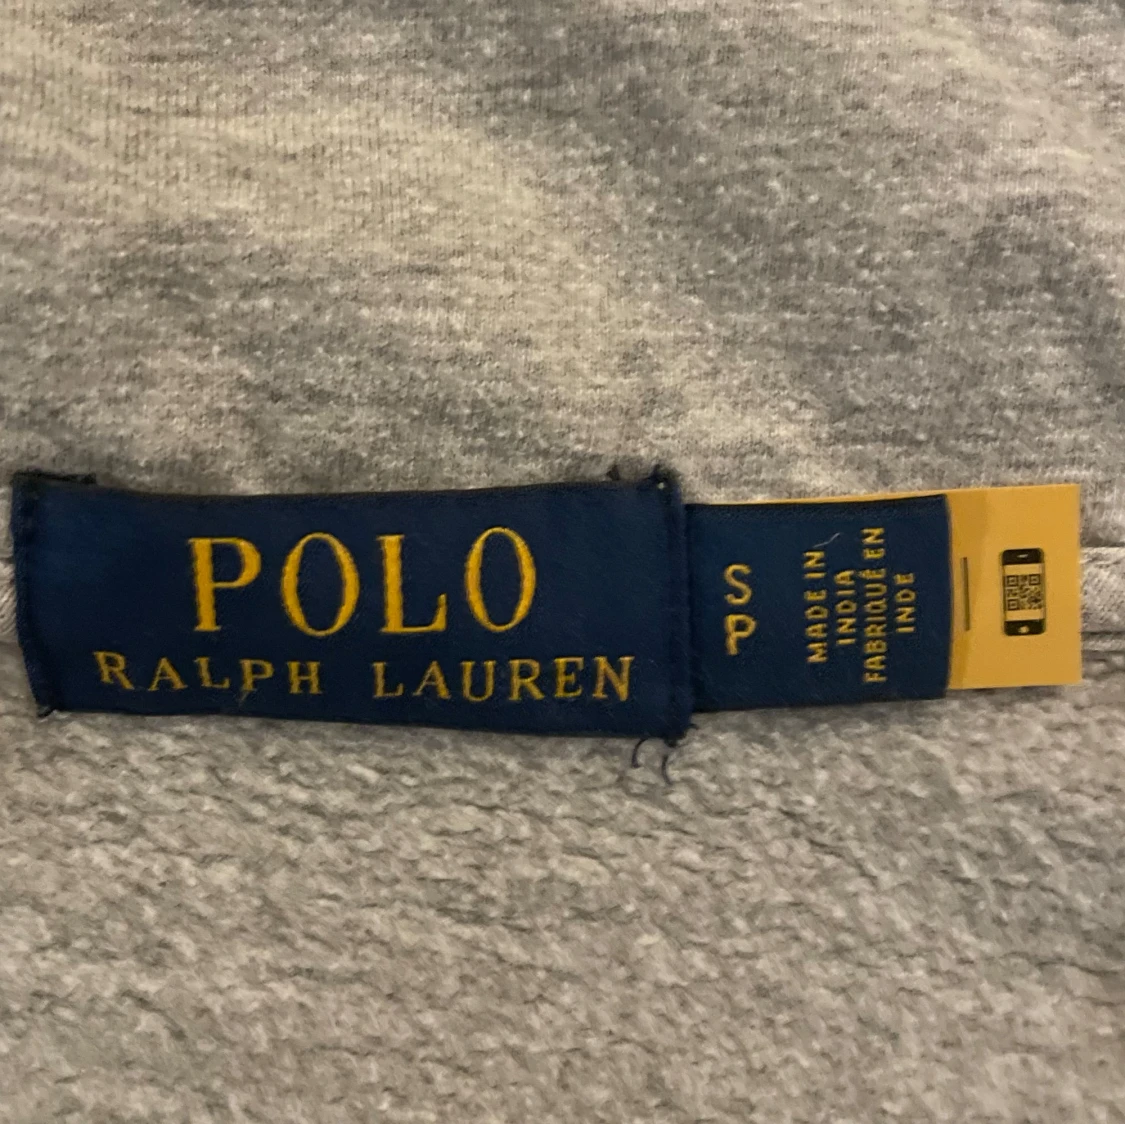 POLO
RALPH LAUREN
S
P
MADE IN
INDIA
FABRIQUÉ EN
INDE